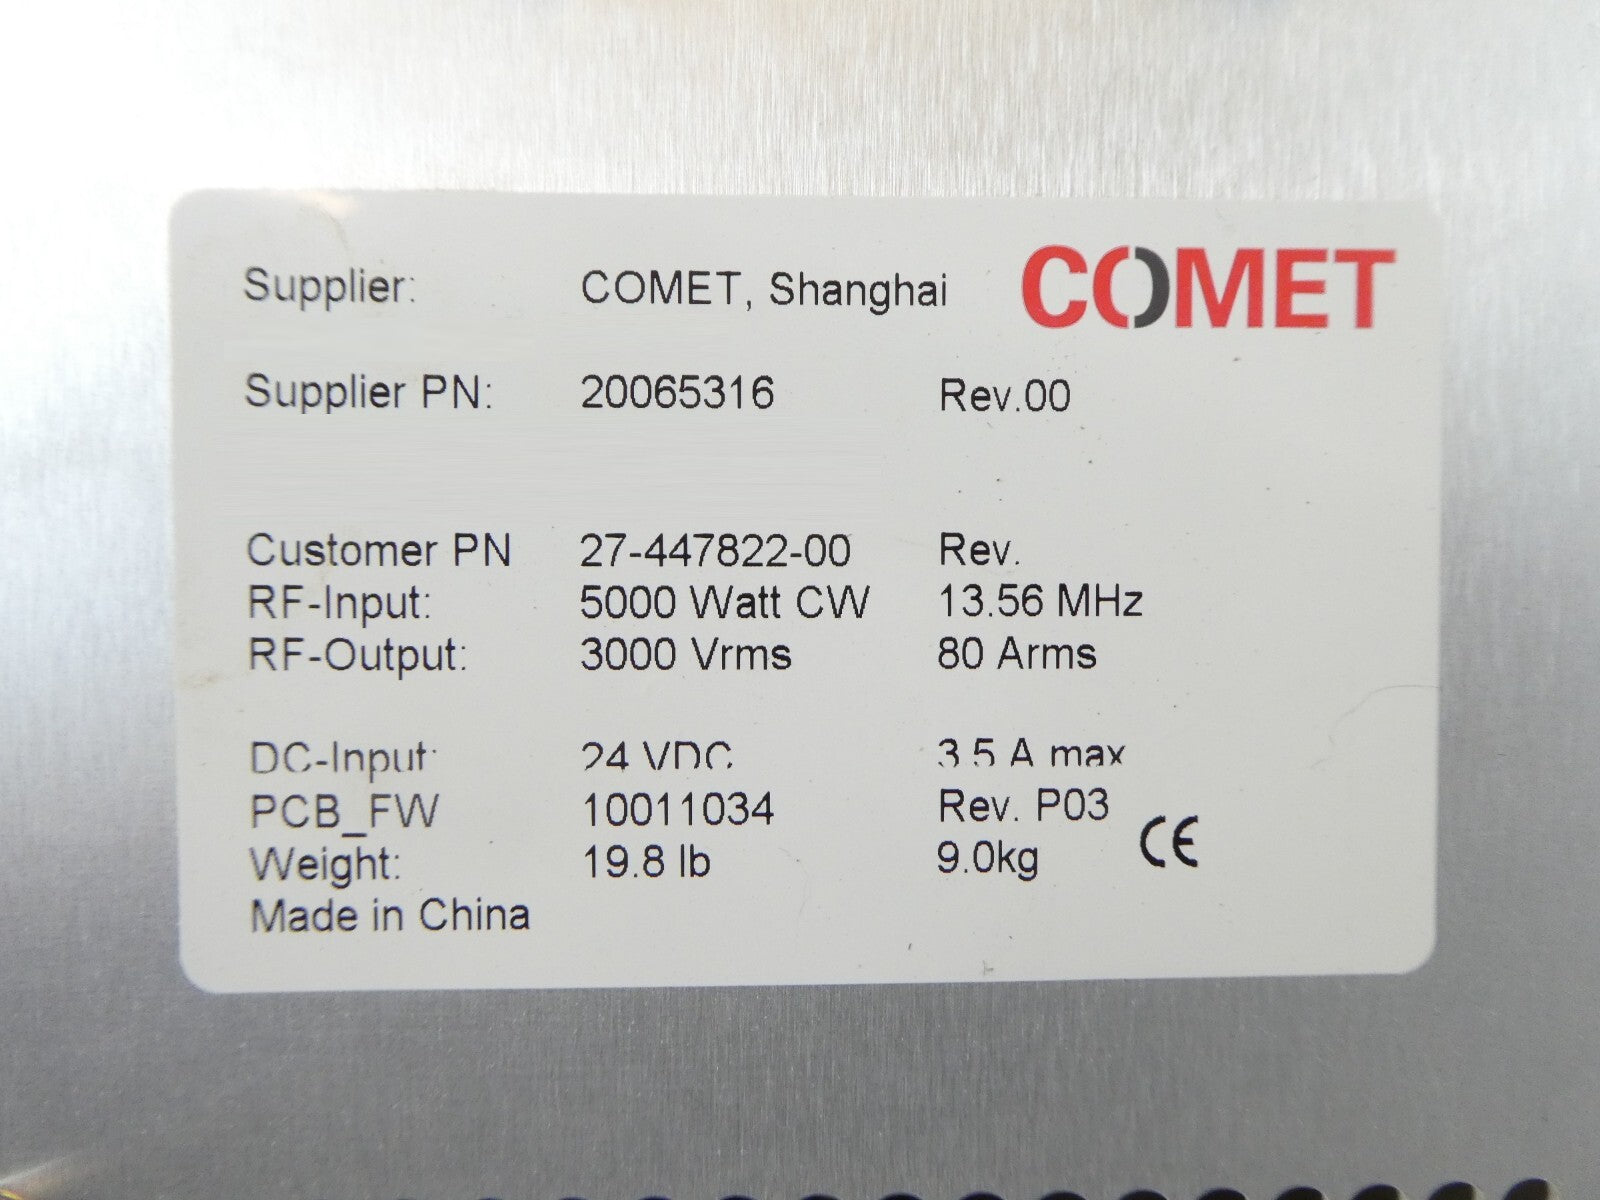 Supplier: COMET, Shanghai COMET
Supplier PN: 20065316 Rev.00
Customer PN 27-447822-00 Rev.
RF-Input: 5000 Watt CW 13.56 MHz
RF-Output: 3000 Vrms 80 Arms
DC-Input: 24 VDC 3.5 A max
PCB_FW 10011034 Rev. P03
CE
Weight: 19.8 lb 9.0kg
Made in China